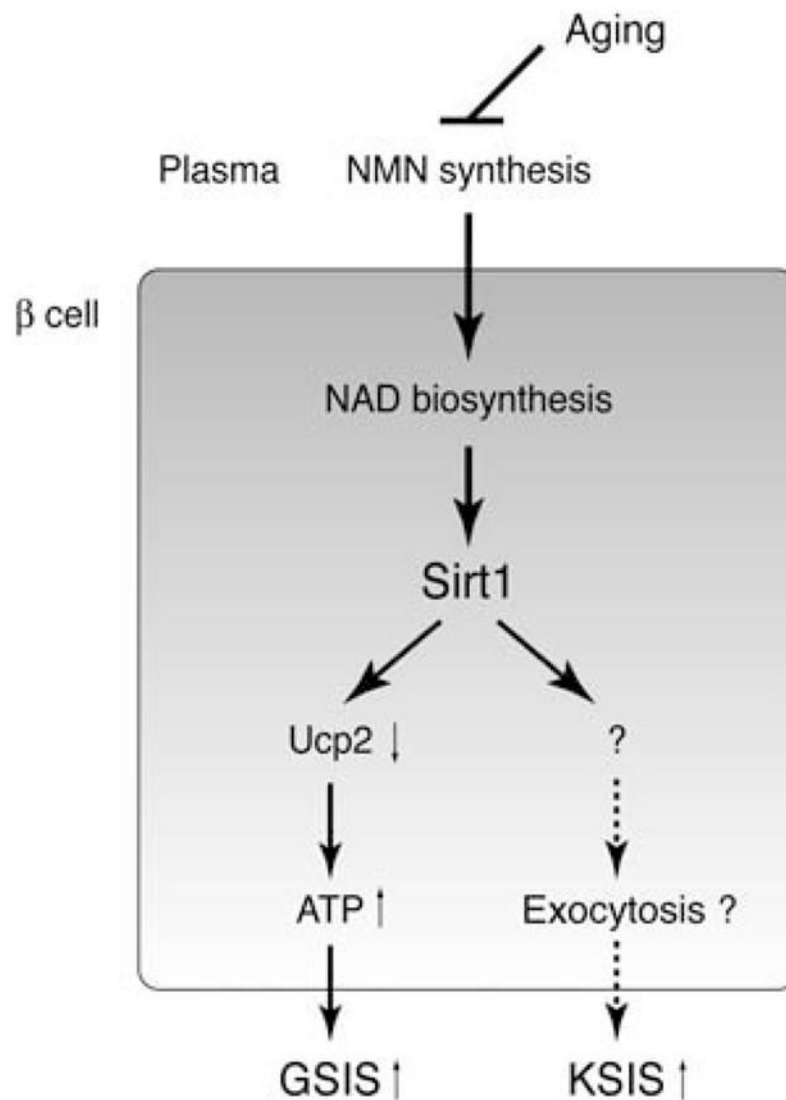 Aging
Plasma NMN synthesis
β cell
NAD biosynthesis
Sirt1
Ucp2 ↓ ?
ATP ↑ Exocytosis ?
GSIS ↑ KSIS ↑